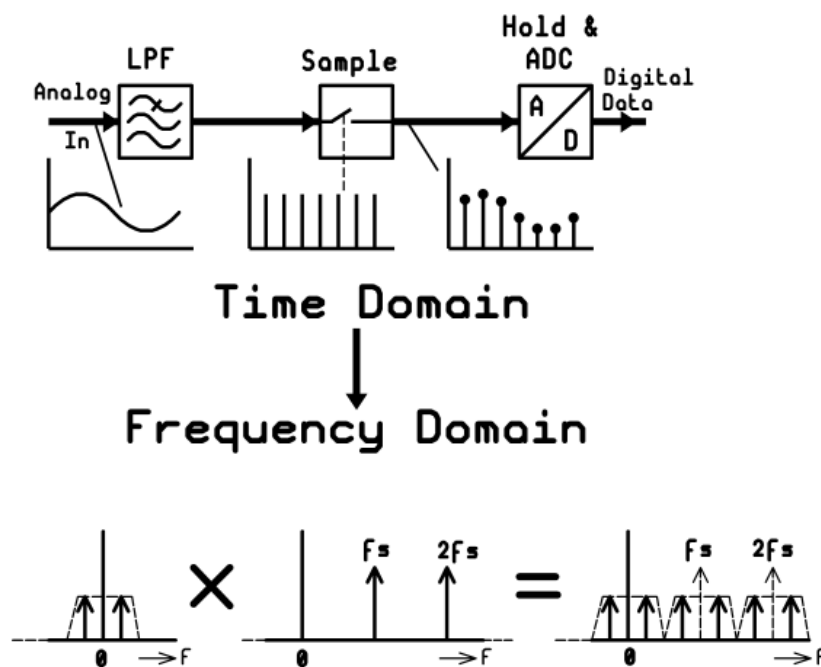 LPF
Sample
Hold &
ADC
Analog
In
Digital
Data
A
D
Time Domain
Frequency Domain
Fs
2Fs
Fs
2Fs
0
F
0
F
0
F